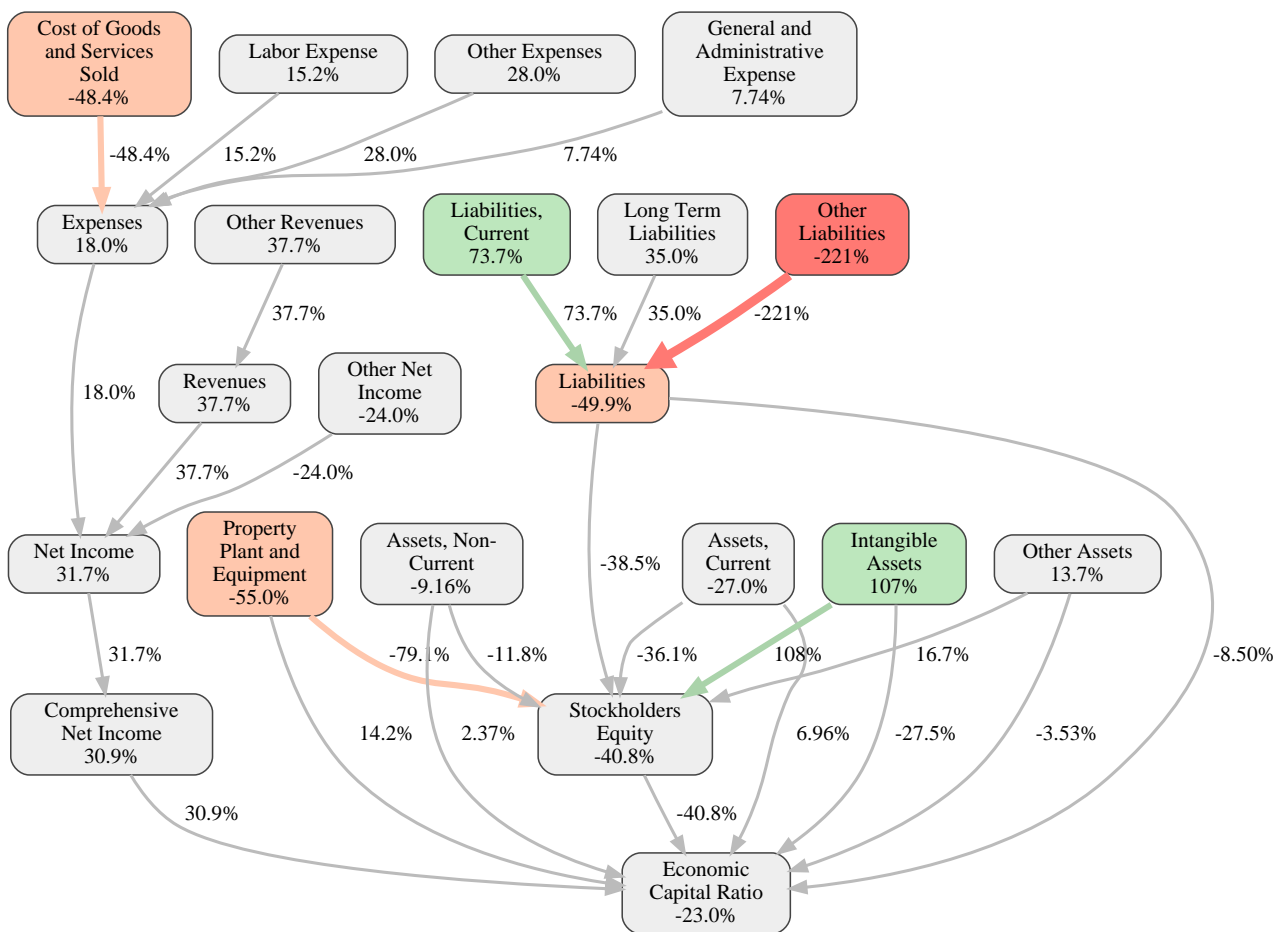 Cost of Goods
and Services
Sold
-48.4%
Labor Expense
15.2%
Other Expenses
28.0%
General and
Administrative
Expense
7.74%
-48.4%
15.2%
28.0%
7.74%
Expenses
18.0%
Other Revenues
37.7%
Liabilities,
Current
73.7%
Long Term
Liabilities
35.0%
Other
Liabilities
-221%
37.7%
73.7%
35.0%
-221%
18.0%
Revenues
37.7%
Other Net
Income
-24.0%
Liabilities
-49.9%
37.7%
-24.0%
Net Income
31.7%
Property
Plant and
Equipment
-55.0%
Assets, Non-
Current
-9.16%
-38.5%
Assets,
Current
-27.0%
Intangible
Assets
107%
Other Assets
13.7%
31.7%
-79.1%
-11.8%
-36.1%
108%
16.7%
-8.50%
Comprehensive
Net Income
30.9%
14.2%
2.37%
Stockholders
Equity
-40.8%
6.96%
-27.5%
-3.53%
30.9%
-40.8%
Economic
Capital Ratio
-23.0%